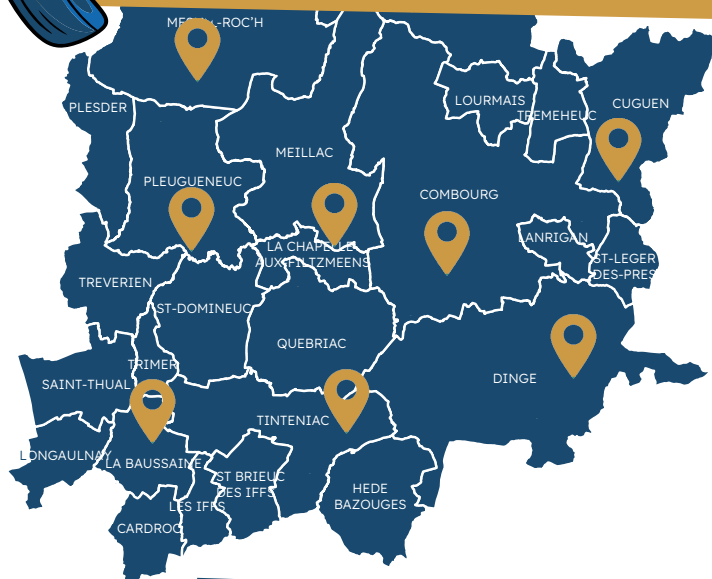 PLESDER
LOURMAIS
TREMEHEUC
CUGUEN
MEILLAC
PLEUGUENEUC
COMBOURG
LANRIGAN
LA CHAPELLE
AUX-FILTZMEENS
ST-LEGER
DES-PRES
TREVERIEN
ST-DOMINEUC
QUEBRIAC
TRIMER
SAINT-THUAL
DINGE
TINTENIAC
LONGAULNAY
LA BAUSSAINE
ST BRIEUC
DES IFFS
HEDE
BAZOUGES
LES IFFS
CARDROC